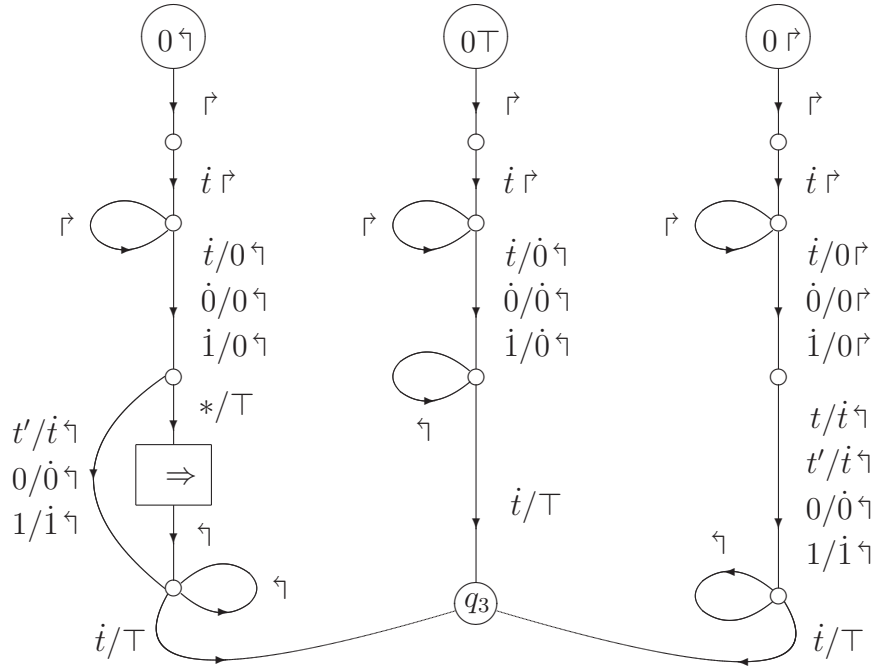 0↰ 0⊤ 0↱
↱ ↱ ↱
ṫ↱ ṫ↱ ṫ↱
↱ ↱ ↱
ṫ/0↰ ṫ/0̇↰ ṫ/0↱
0̇/0↰ 0̇/0̇↰ 0̇/0↱
1̇/0↰ 1̇/0̇↰ 1̇/0↱
*/⊤ ↰ t/ṫ↰
t′/ṫ↰ t′/ṫ↰
0/0̇↰ ⇒ ṫ/⊤ 0/0̇↰
1/1̇↰ ↰ 1/1̇↰
↰ ↰
ṫ/⊤ q₃ ṫ/⊤